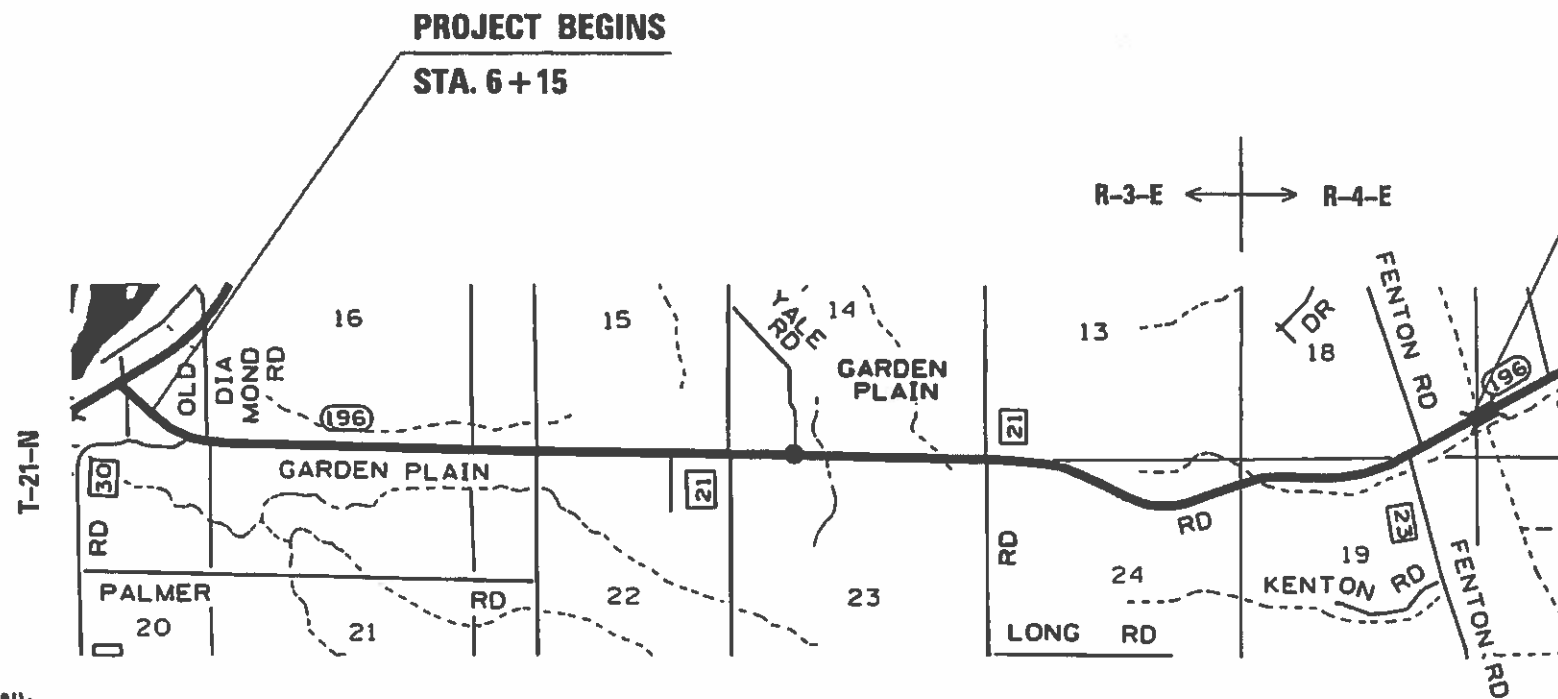 PROJECT BEGINS
STA. 6+15
R-3-E
R-4-E
T-21-N
16
15
YALE RD
14
13
DR
18
FENTON RD
196
OLD
DIA
MOND
RD
196
GARDEN
PLAIN
21
30
GARDEN PLAIN
21
RD
RD
RD
23
19
24
KENTON RD
FENTON RD
PALMER
RD
22
23
20
21
LONG RD